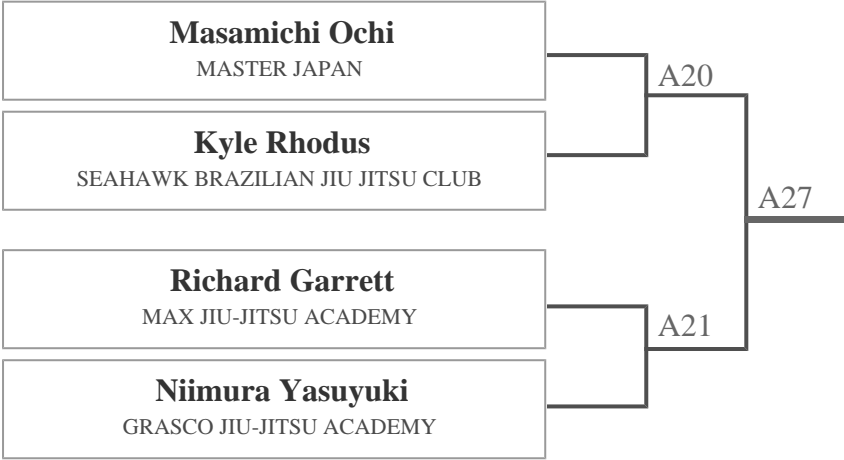 Masamichi Ochi
MASTER JAPAN
A20
Kyle Rhodus
SEAHAWK BRAZILIAN JIU JITSU CLUB
A27
Richard Garrett
MAX JIU-JITSU ACADEMY
A21
Niimura Yasuyuki
GRASCO JIU-JITSU ACADEMY